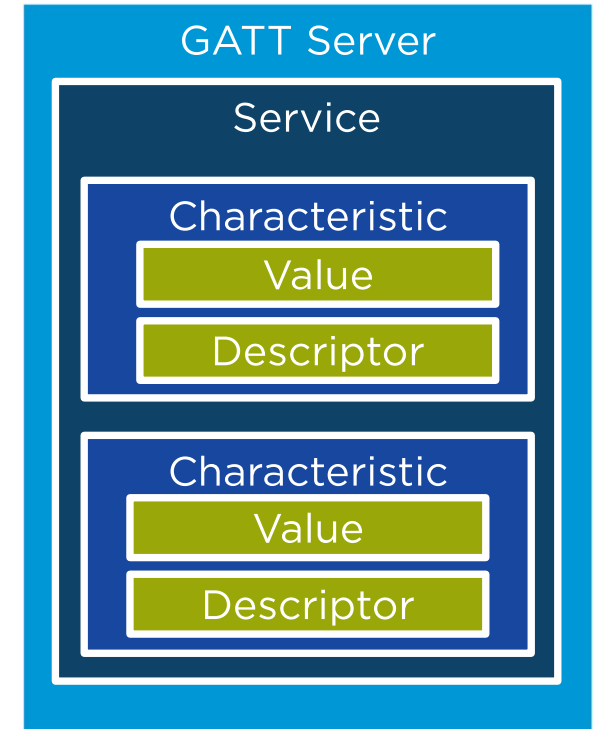 GATT Server
Service
Characteristic
Value
Descriptor
Characteristic
Value
Descriptor